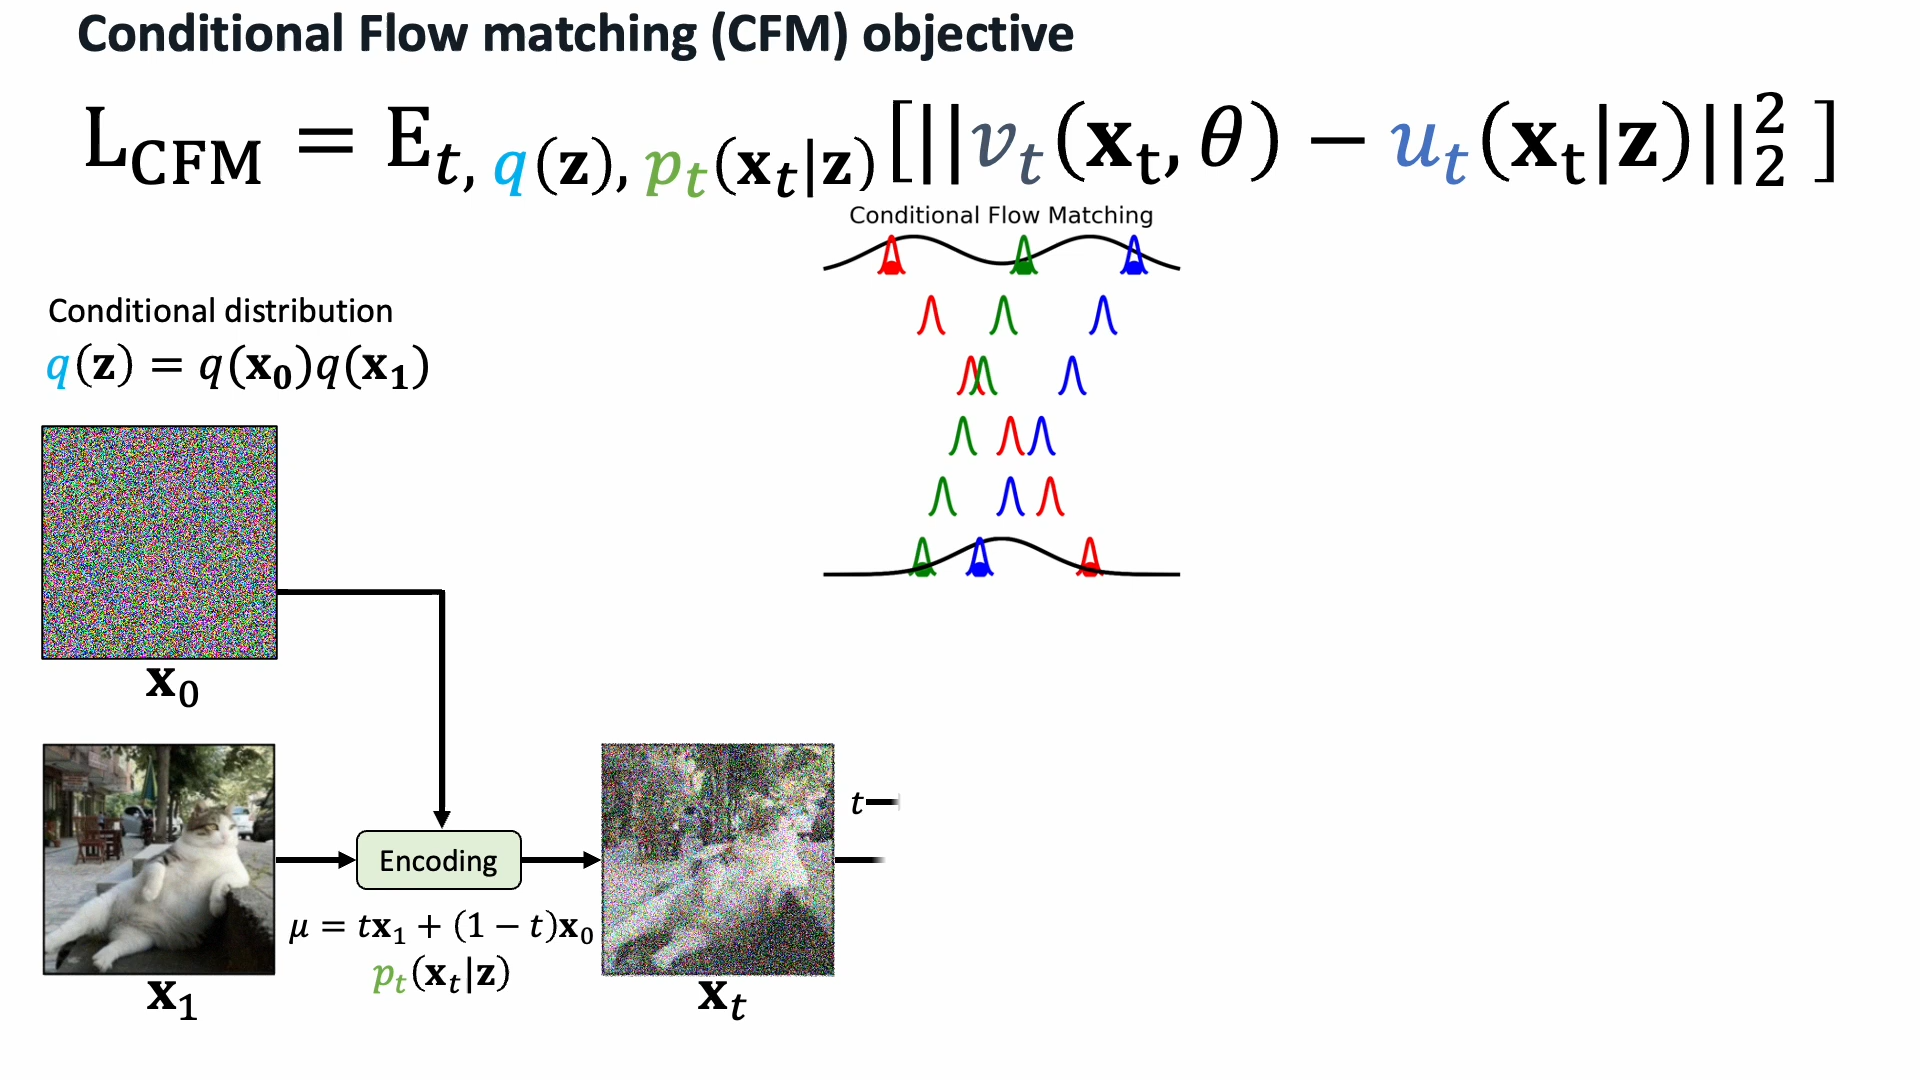 Conditional Flow matching (CFM) objective
L_CFM = E_{t, q(𝐳), p_t(𝐱_t|𝐳)}[||v_t(𝐱_t, θ) − u_t(𝐱_t|𝐳)||_2^2 ]
Conditional Flow Matching
Conditional distribution
q(𝐳) = q(𝐱_0)q(𝐱_1)
𝐱_0
t
Encoding
μ = t𝐱_1 + (1 − t)𝐱_0
p_t(𝐱_t|𝐳)
𝐱_1
𝐱_t